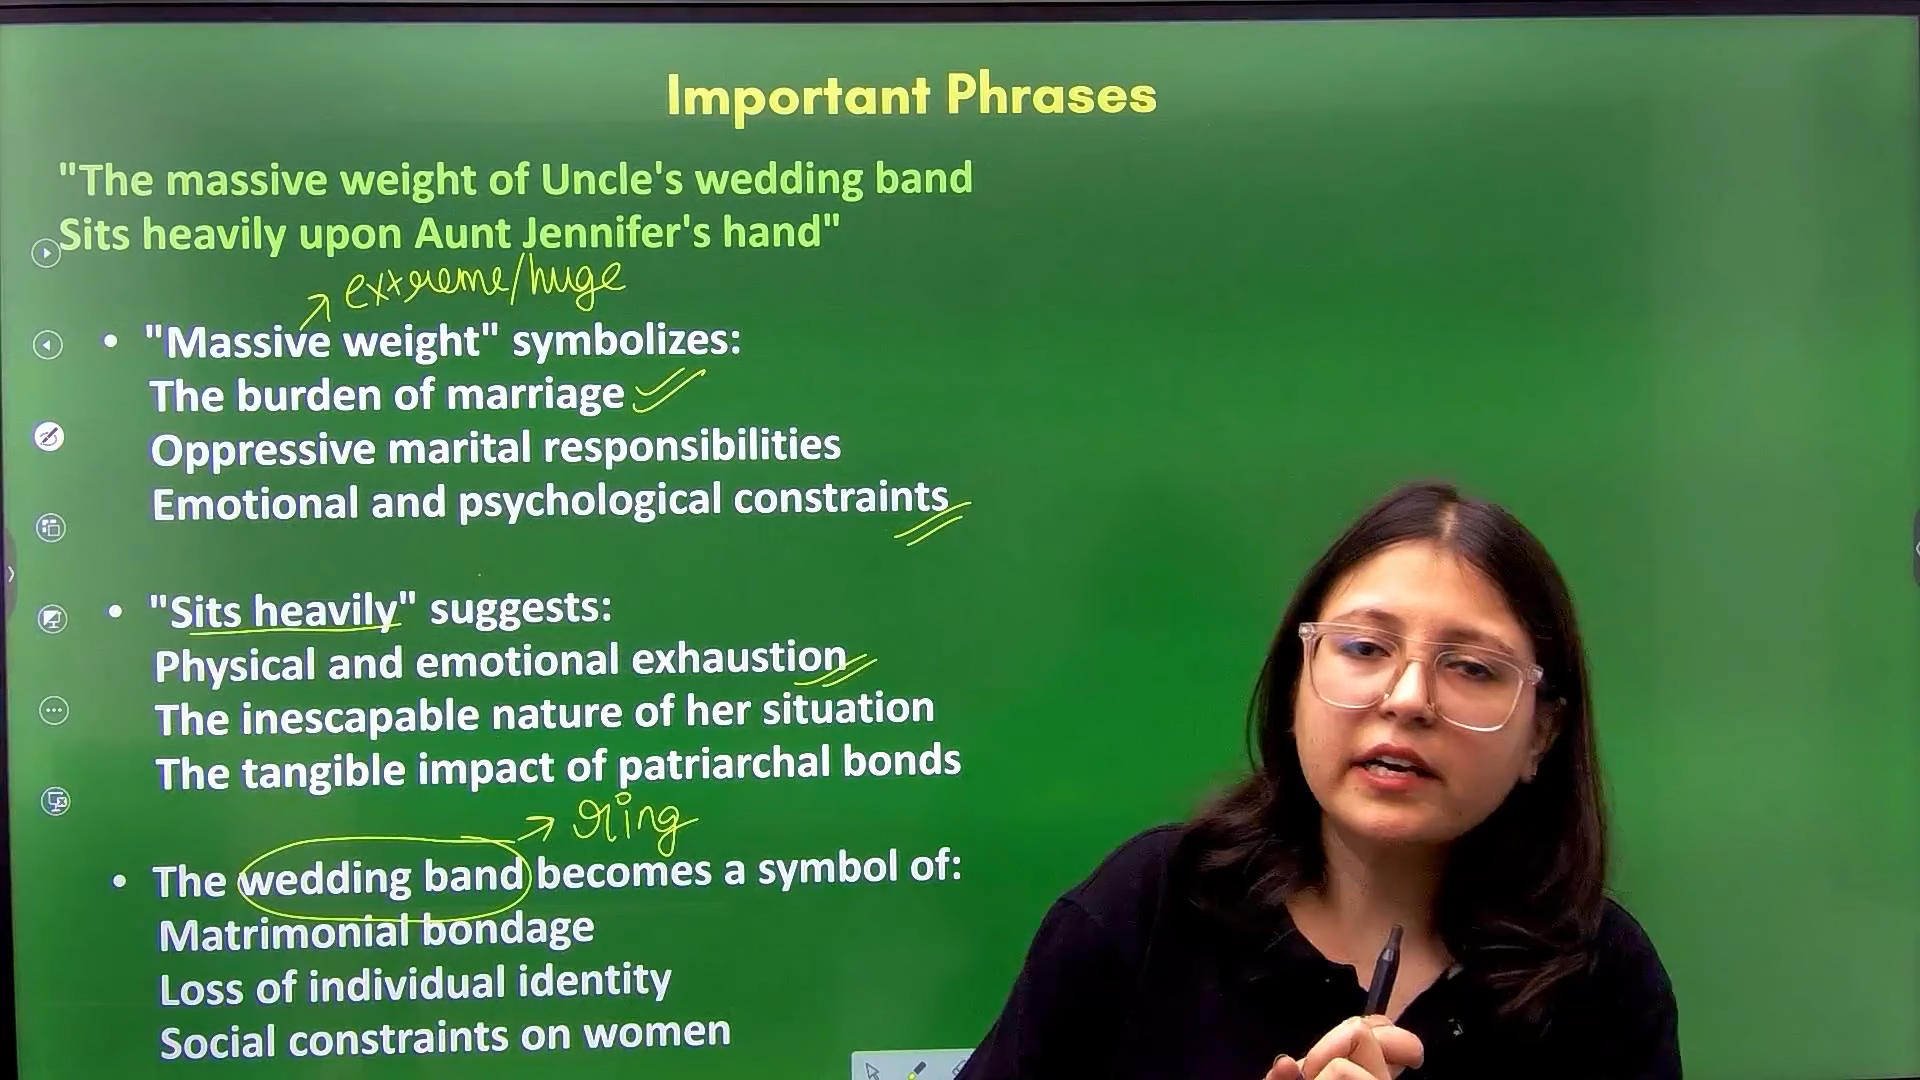 Important Phrases
"The massive weight of Uncle's wedding band
Sits heavily upon Aunt Jennifer's hand"
extreme/huge
• "Massive weight" symbolizes:
The burden of marriage
Oppressive marital responsibilities
Emotional and psychological constraints
• "Sits heavily" suggests:
Physical and emotional exhaustion
The inescapable nature of her situation
The tangible impact of patriarchal bonds
ring
• The wedding band becomes a symbol of:
Matrimonial bondage
Loss of individual identity
Social constraints on women